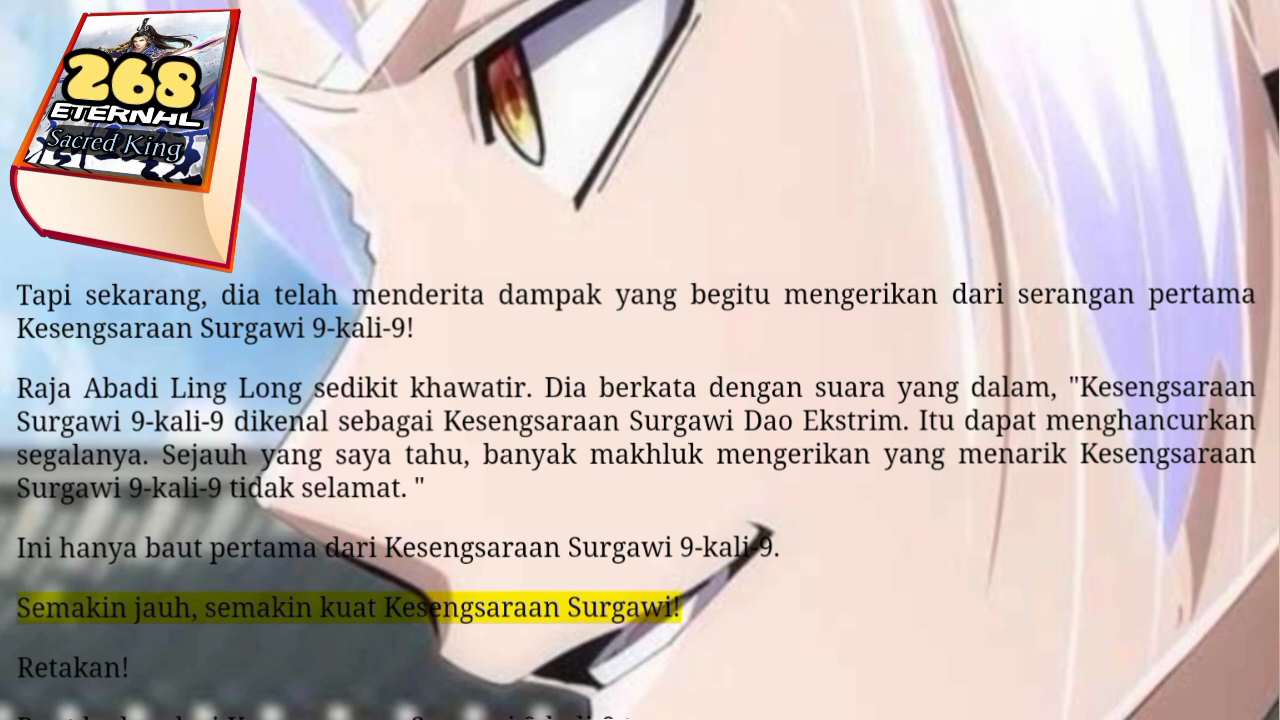 268
ETERNAL
Sacred King
Tapi sekarang, dia telah menderita dampak yang begitu mengerikan dari serangan pertama
Kesengsaraan Surgawi 9-kali-9!
Raja Abadi Ling Long sedikit khawatir. Dia berkata dengan suara yang dalam, "Kesengsaraan
Surgawi 9-kali-9 dikenal sebagai Kesengsaraan Surgawi Dao Ekstrim. Itu dapat menghancurkan
segalanya. Sejauh yang saya tahu, banyak makhluk mengerikan yang menarik Kesengsaraan
Surgawi 9-kali-9 tidak selamat. "
Ini hanya baut pertama dari Kesengsaraan Surgawi 9-kali-9.
Semakin jauh, semakin kuat Kesengsaraan Surgawi!
Retakan!